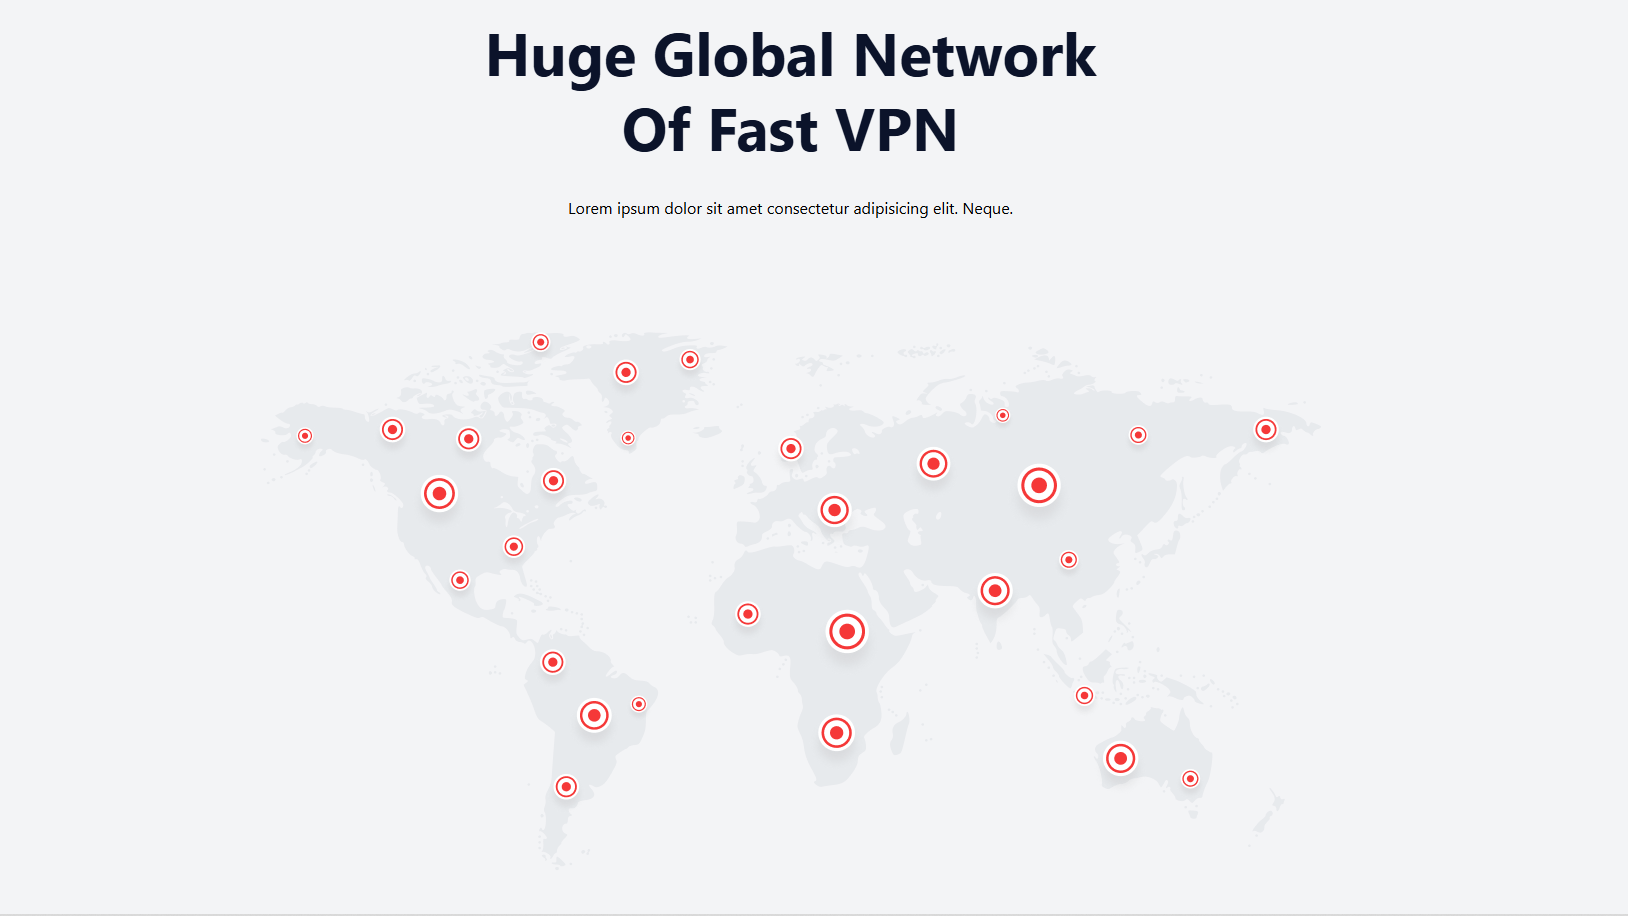 Huge Global Network
Of Fast VPN
Lorem ipsum dolor sit amet consectetur adipisicing elit. Neque.